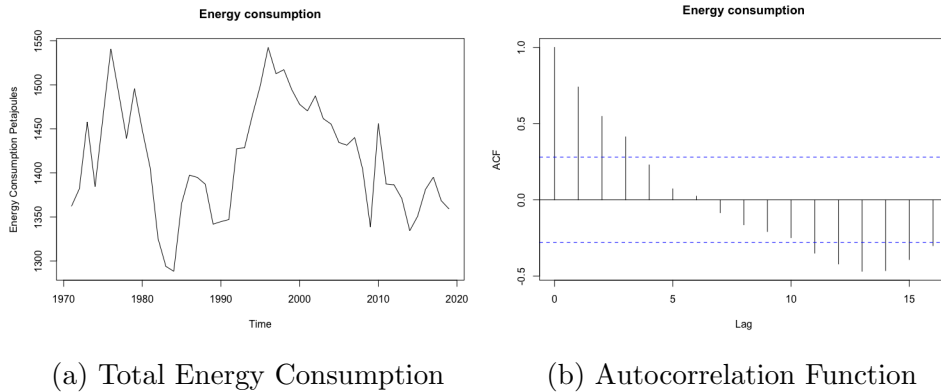 Energy consumption
Energy Consumption Petajoules
1300 1350 1400 1450 1500 1550
1970 1980 1990 2000 2010 2020
Time
(a) Total Energy Consumption
Energy consumption
ACF
-0.5 0.0 0.5 1.0
0 5 10 15
Lag
(b) Autocorrelation Function